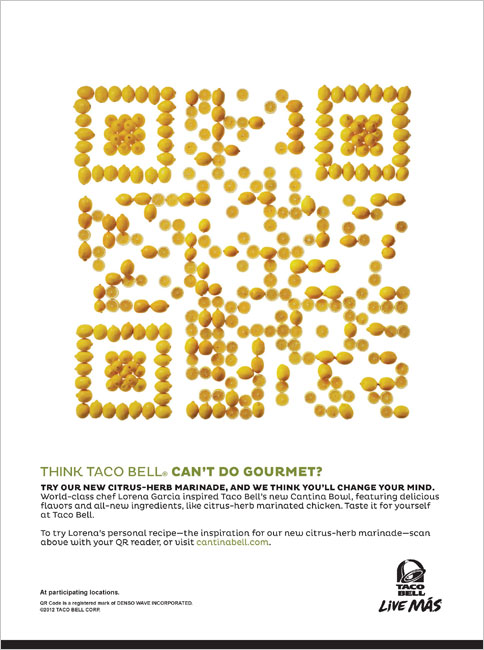 THINK TACO BELL® CAN'T DO GOURMET?
TRY OUR NEW CITRUS-HERB MARINADE, AND WE THINK YOU'LL CHANGE YOUR MIND.
World-class chef Lorena Garcia inspired Taco Bell's new Cantina Bowl, featuring delicious
flavors and all-new ingredients, like citrus-herb marinated chicken. Taste it for yourself
at Taco Bell.
To try Lorena's personal recipe—the inspiration for our new citrus-herb marinade—scan
above with your QR reader, or visit cantinabell.com.
At participating locations.
QR Code is a registered mark of DENSO WAVE INCORPORATED.
©2012 TACO BELL CORP.
TACO
BELL
LIVE MÁS